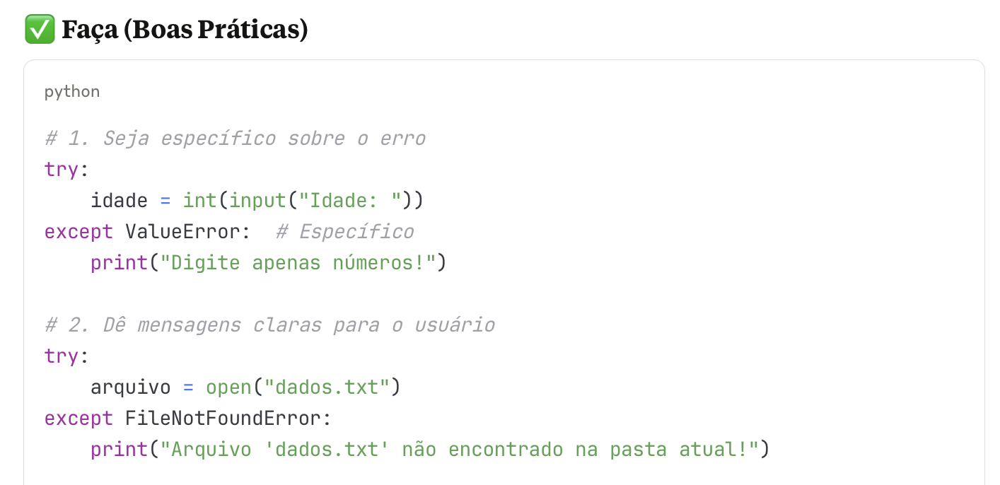 ✅ Faça (Boas Práticas)
python
# 1. Seja específico sobre o erro
try:
    idade = int(input("Idade: "))
except ValueError:  # Específico
    print("Digite apenas números!")

# 2. Dê mensagens claras para o usuário
try:
    arquivo = open("dados.txt")
except FileNotFoundError:
    print("Arquivo 'dados.txt' não encontrado na pasta atual!")